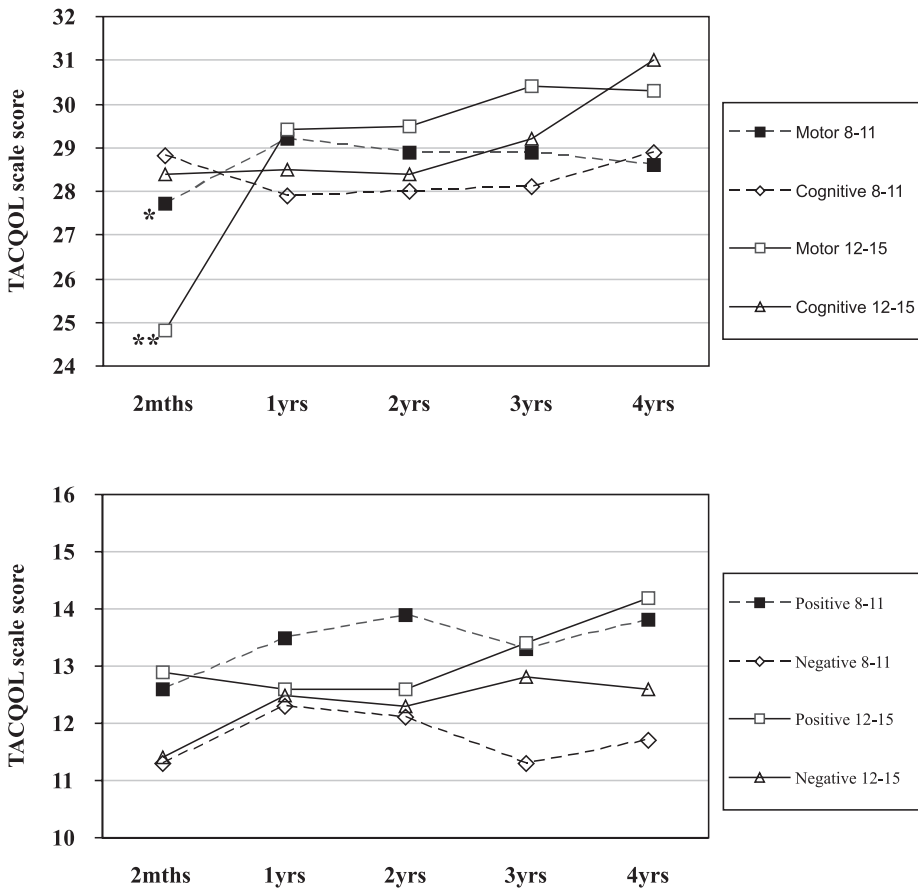 TACQOL scale score
32
31
30
29
28
27
26
25
24
*
**
2mths 1yrs 2yrs 3yrs 4yrs
Motor 8-11
Cognitive 8-11
Motor 12-15
Cognitive 12-15
TACQOL scale score
16
15
14
13
12
11
10
2mths 1yrs 2yrs 3yrs 4yrs
Positive 8-11
Negative 8-11
Positive 12-15
Negative 12-15